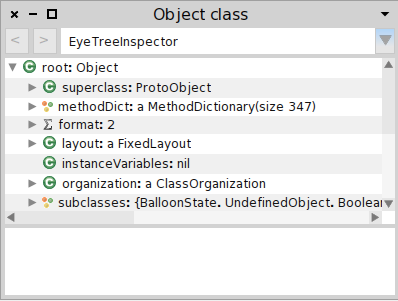 Object class
EyeTreeInspector
root: Object
superclass: ProtoObject
methodDict: a MethodDictionary(size 347)
format: 2
layout: a FixedLayout
instanceVariables: nil
organization: a ClassOrganization
subclasses: {BalloonState. UndefinedObject. Boolean